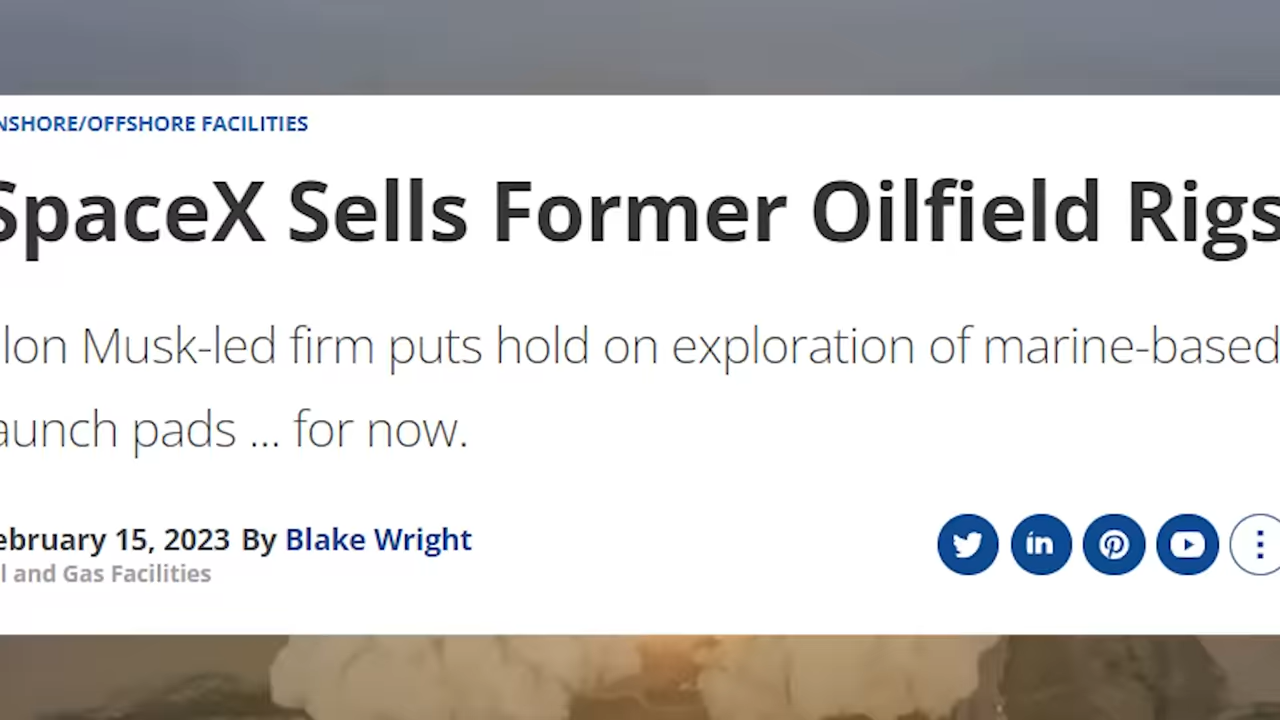 NSHORE/OFFSHORE FACILITIES
SpaceX Sells Former Oilfield Rigs
lon Musk-led firm puts hold on exploration of marine-based
aunch pads ... for now.
ebruary 15, 2023 By Blake Wright
l and Gas Facilities
in